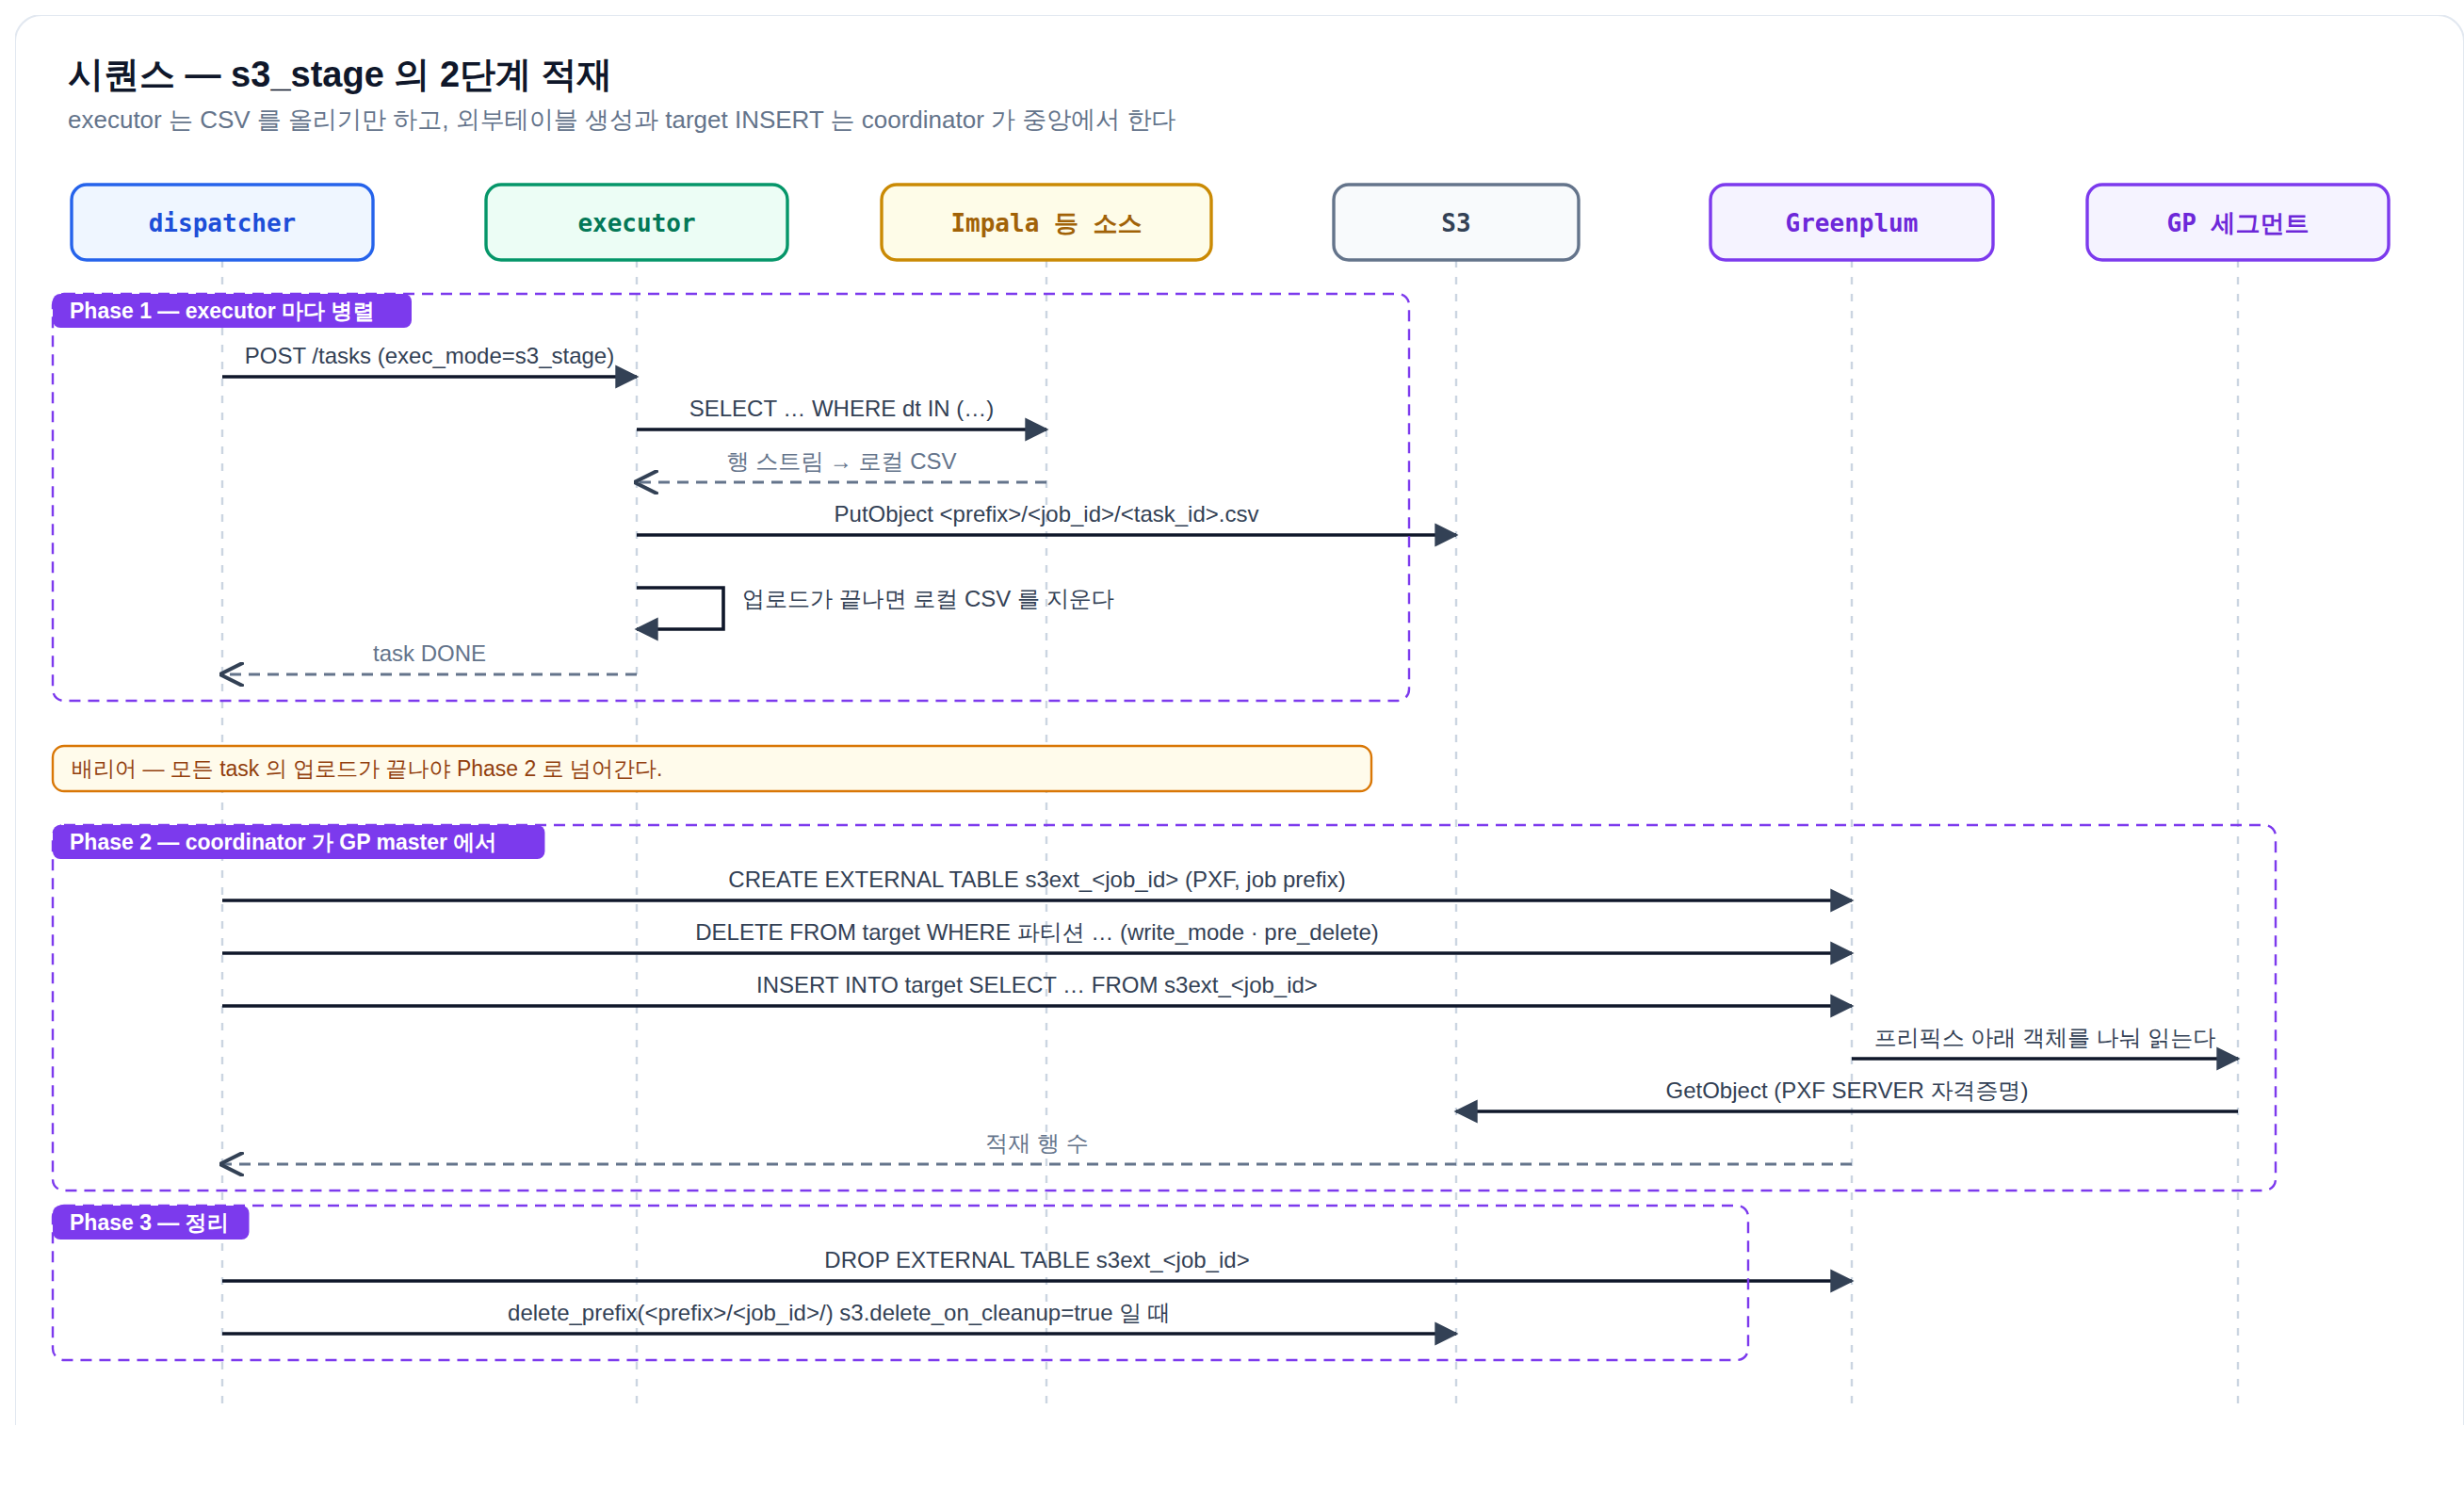 시퀀스 — s3_stage 의 2단계 적재
executor 는 CSV 를 올리기만 하고, 외부테이블 생성과 target INSERT 는 coordinator 가 중앙에서 한다
dispatcher
executor
Impala 등 소스
S3
Greenplum
GP 세그먼트
Phase 1 — executor 마다 병렬
POST /tasks (exec_mode=s3_stage)
SELECT … WHERE dt IN (…)
행 스트림 → 로컬 CSV
PutObject <prefix>/<job_id>/<task_id>.csv
업로드가 끝나면 로컬 CSV 를 지운다
task DONE
배리어 — 모든 task 의 업로드가 끝나야 Phase 2 로 넘어간다.
Phase 2 — coordinator 가 GP master 에서
CREATE EXTERNAL TABLE s3ext_<job_id> (PXF, job prefix)
DELETE FROM target WHERE 파티션 … (write_mode · pre_delete)
INSERT INTO target SELECT … FROM s3ext_<job_id>
프리픽스 아래 객체를 나눠 읽는다
GetObject (PXF SERVER 자격증명)
적재 행 수
Phase 3 — 정리
DROP EXTERNAL TABLE s3ext_<job_id>
delete_prefix(<prefix>/<job_id>/) s3.delete_on_cleanup=true 일 때